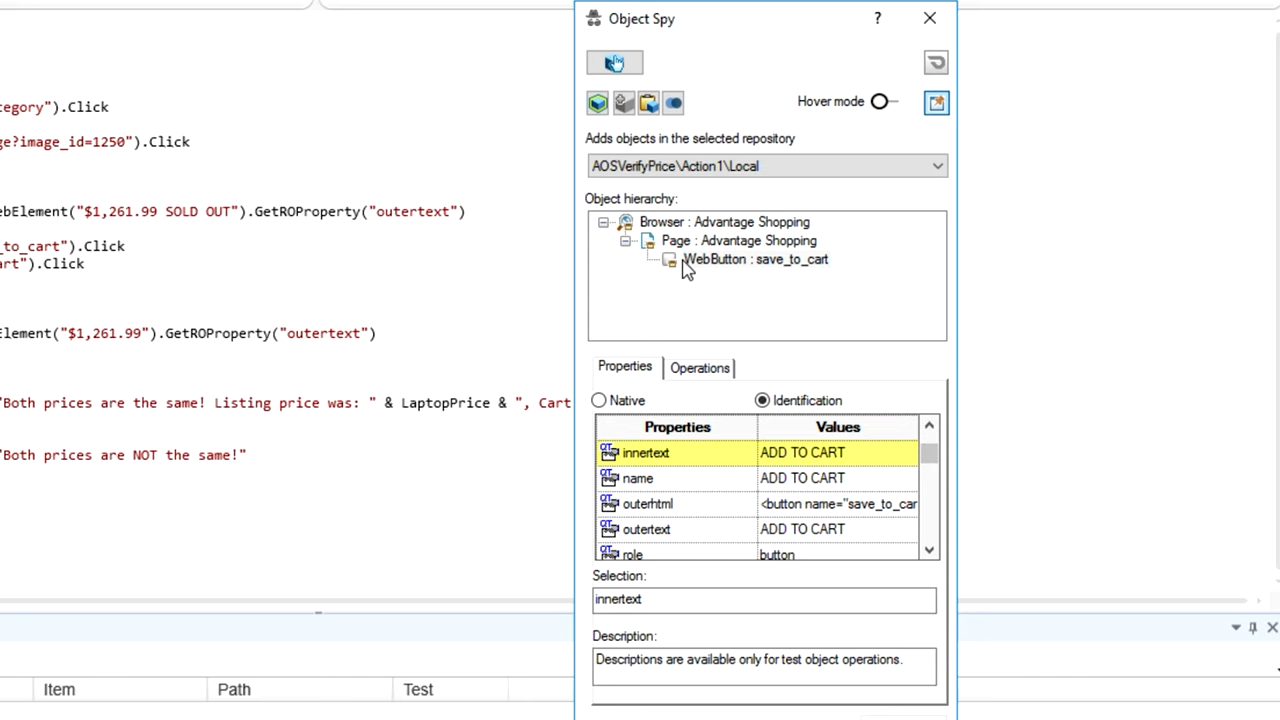 Object Spy
?
Hover mode
Adds objects in the selected repository
AOSVerifyPrice\Action1\Local
Object hierarchy:
Browser : Advantage Shopping
Page : Advantage Shopping
WebButton : save_to_cart
Properties
Operations
Native
Identification
Properties Values
innertext ADD TO CART
name ADD TO CART
outerhtml <button name="save_to_car
outertext ADD TO CART
role button
Selection:
innertext
Description:
Descriptions are available only for test object operations.
tegory").Click
ge?image_id=1250").Click
ebElement("$1,261.99 SOLD OUT").GetROProperty("outertext")
_to_cart").Click
art").Click
Element("$1,261.99").GetROProperty("outertext")
"Both prices are the same! Listing price was: " & LaptopPrice & ", Cart
"Both prices are NOT the same!"
Item Path Test